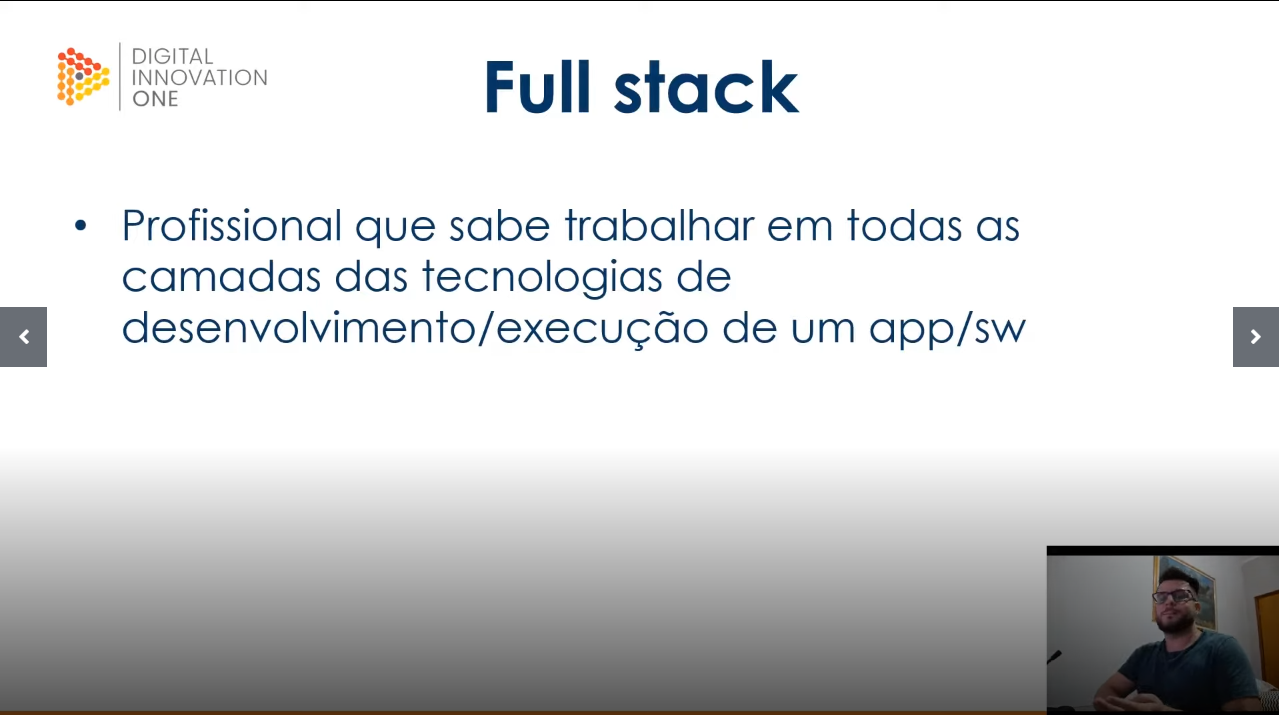 DIGITAL
INNOVATION
ONE
Full stack
• Profissional que sabe trabalhar em todas as
camadas das tecnologias de
desenvolvimento/execução de um app/sw